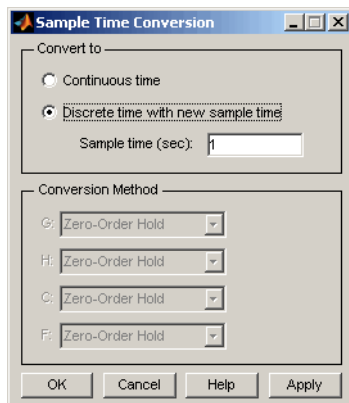 Sample Time Conversion
Convert to
Continuous time
Discrete time with new sample time
Sample time (sec): 1
Conversion Method
G: Zero-Order Hold
H: Zero-Order Hold
C: Zero-Order Hold
F: Zero-Order Hold
OK Cancel Help Apply